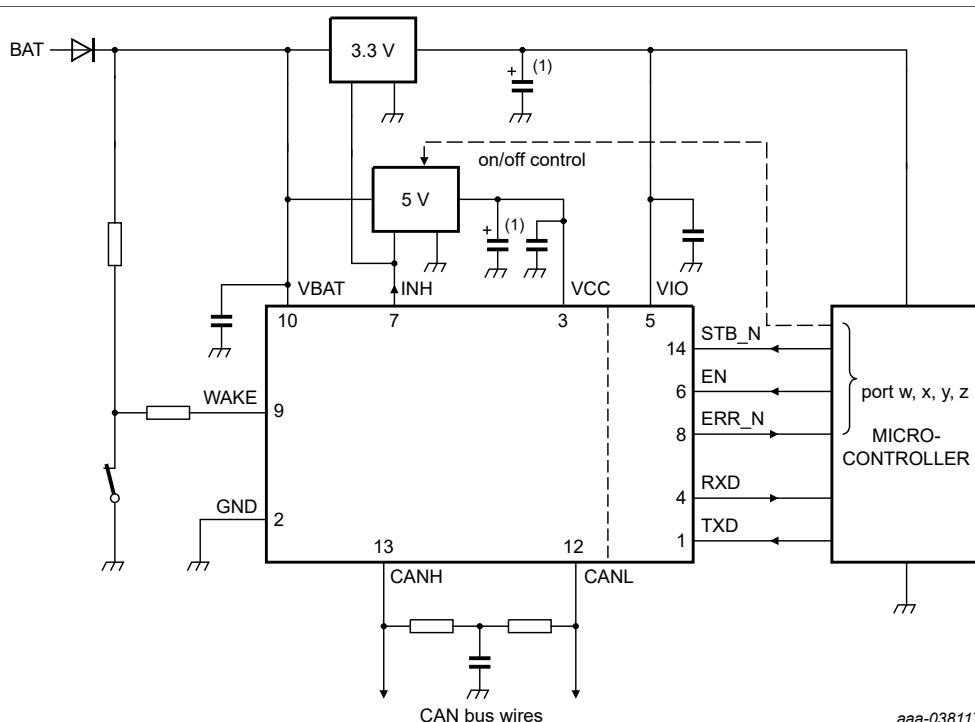 BAT
3.3 V
+ (1)
on/off control
5 V
+ (1)
VBAT
INH
VCC
VIO
10
7
3
5
STB_N
14
EN
6
port w, x, y, z
WAKE
9
ERR_N
8
MICRO-
CONTROLLER
RXD
4
GND
2
TXD
1
13
12
CANH
CANL
CAN bus wires